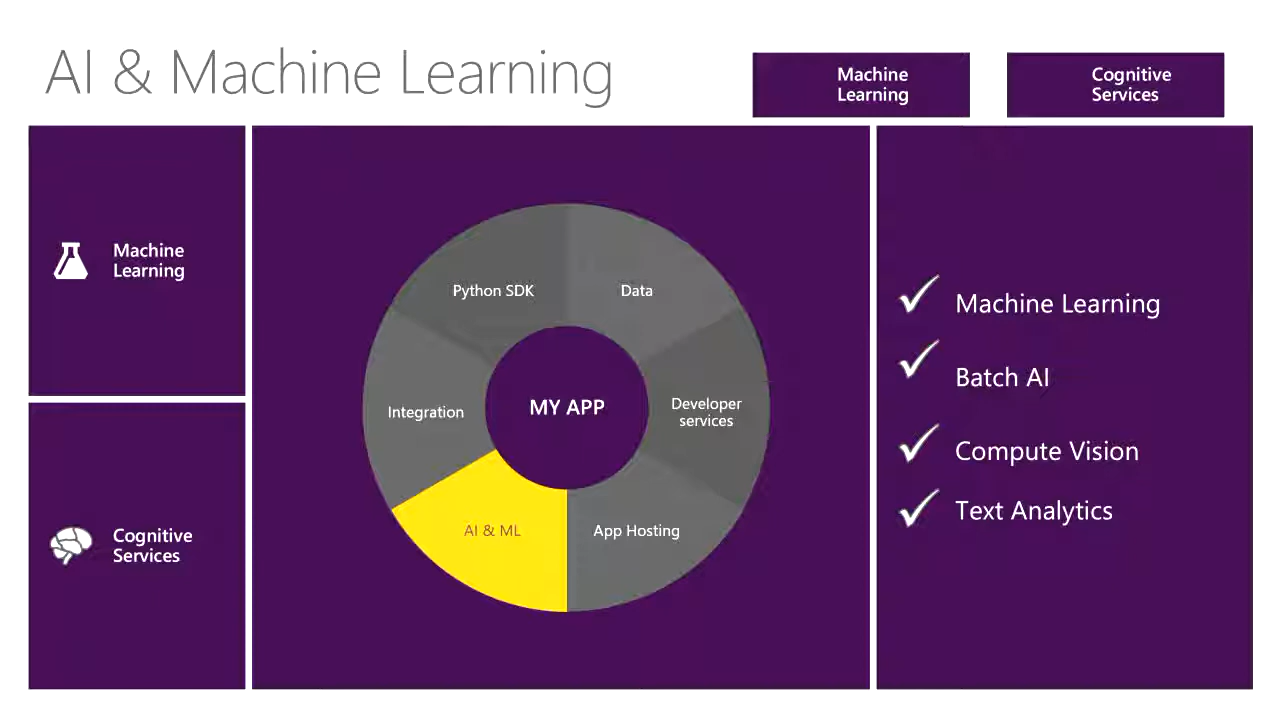 AI & Machine Learning
Machine
Learning
Cognitive
Services
Machine
Learning
Cognitive
Services
Python SDK
Data
Integration
MY APP
Developer
services
AI & ML
App Hosting
Machine Learning
Batch AI
Compute Vision
Text Analytics